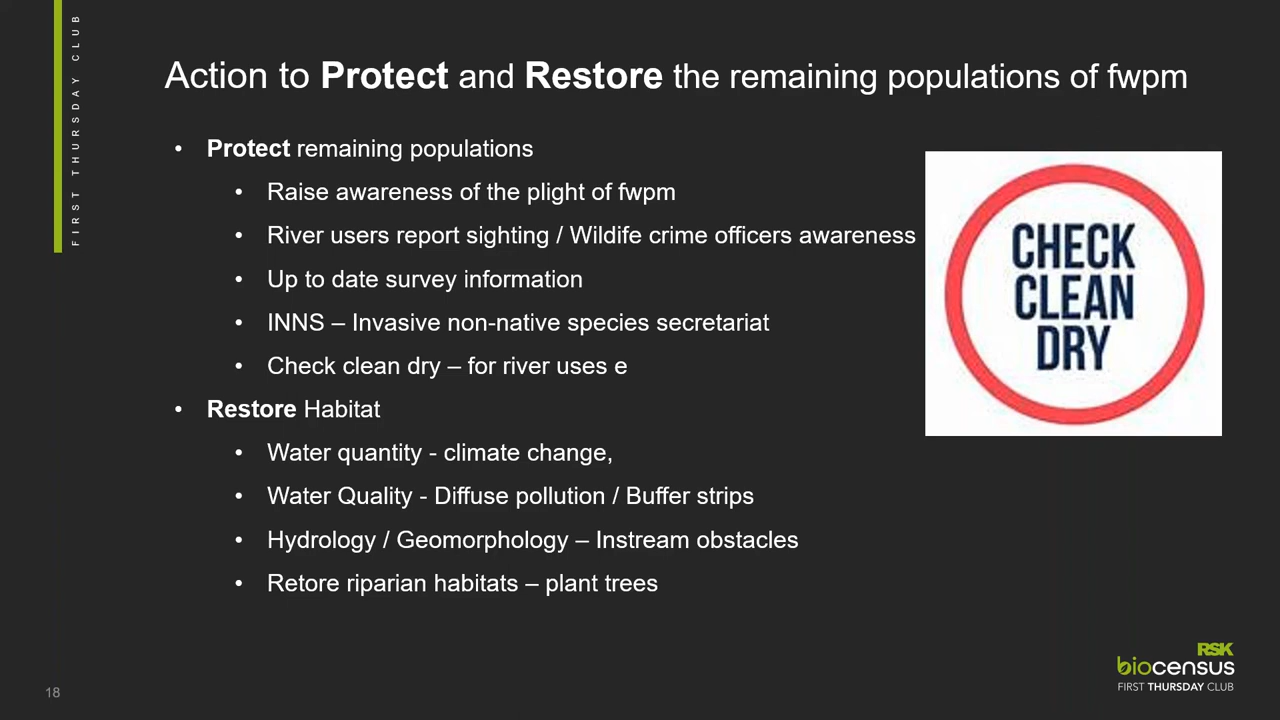 FIRST THURSDAY CLUB
Action to Protect and Restore the remaining populations of fwpm
• Protect remaining populations
• Raise awareness of the plight of fwpm
• River users report sighting / Wildife crime officers awareness
• Up to date survey information
• INNS – Invasive non-native species secretariat
• Check clean dry – for river uses e
• Restore Habitat
• Water quantity - climate change,
• Water Quality - Diffuse pollution / Buffer strips
• Hydrology / Geomorphology – Instream obstacles
• Retore riparian habitats – plant trees
CHECK
CLEAN
DRY
18
RSK
biocensus
FIRST THURSDAY CLUB